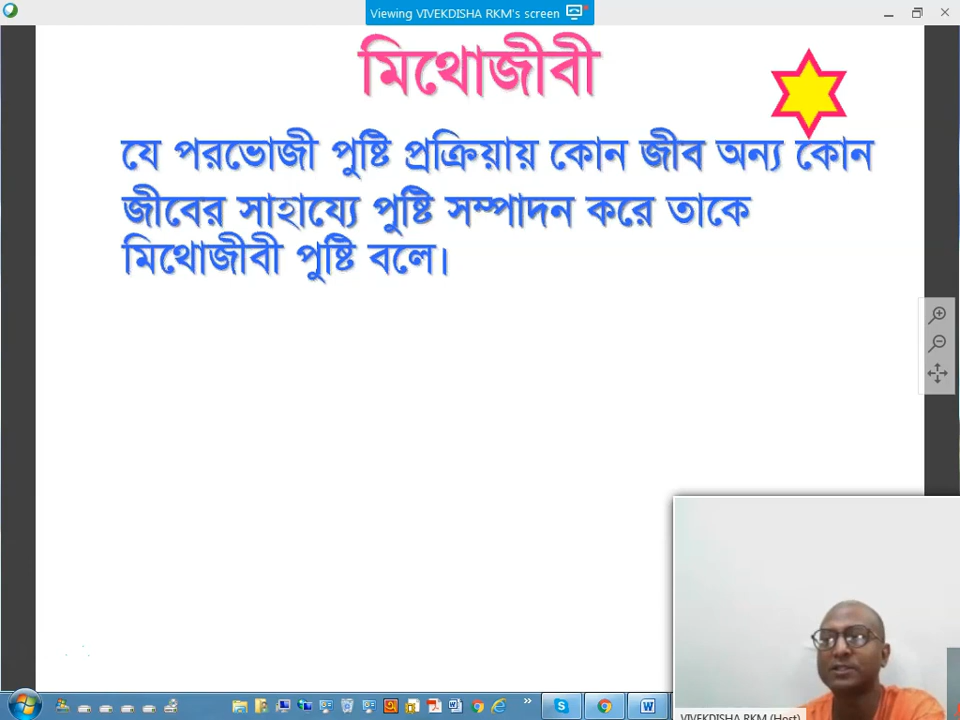 Viewing VIVEKDISHA RKM's screen
মিথোজীবী
যে পরভোজী পুষ্টি প্রক্রিয়ায় কোন জীব অন্য কোন
জীবের সাহায্যে পুষ্টি সম্পাদন করে তাকে
মিথোজীবী পুষ্টি বলে।
VIVEKDISHA RKM (Host)